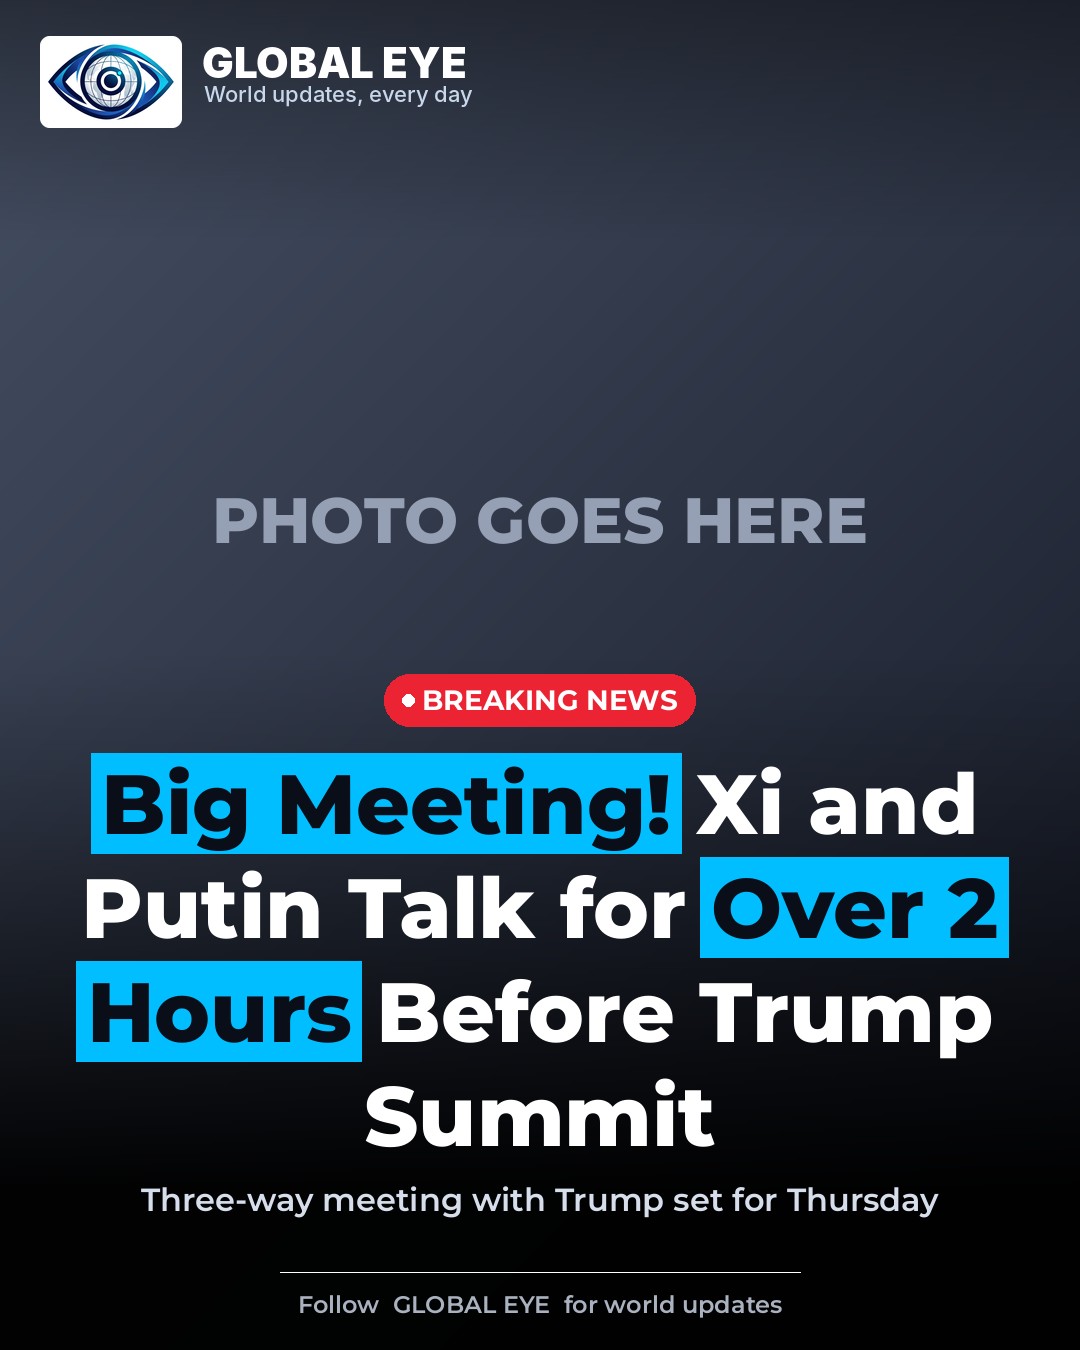 GLOBAL EYE
World updates, every day
PHOTO GOES HERE
BREAKING NEWS
Big Meeting! Xi and
Putin Talk for Over 2
Hours Before Trump
Summit
Three-way meeting with Trump set for Thursday
Follow GLOBAL EYE for world updates